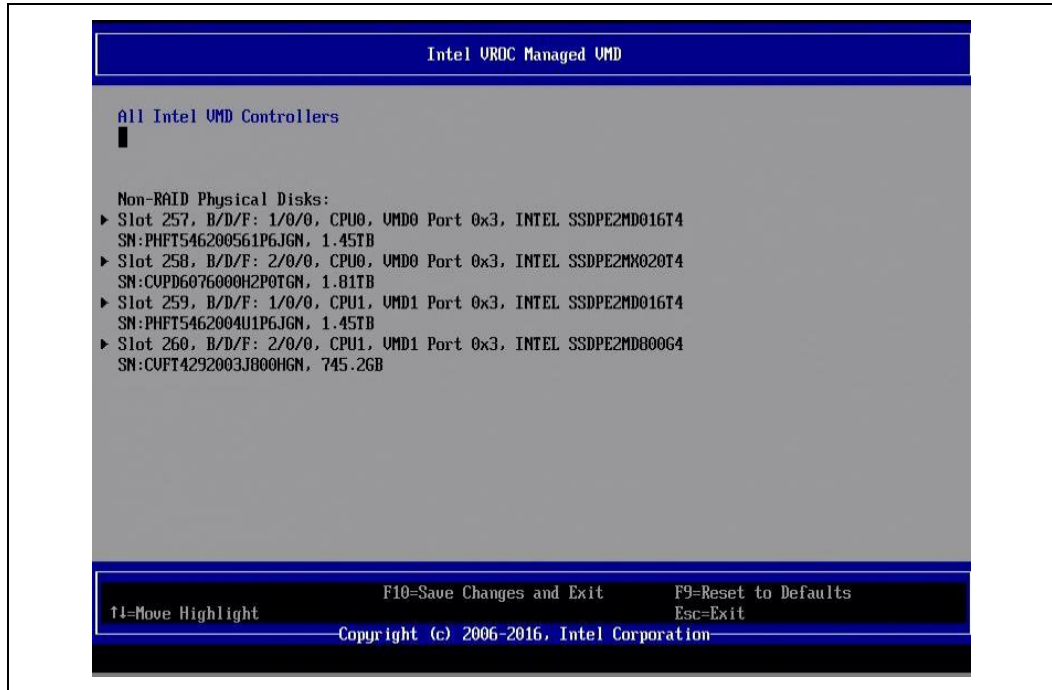 Intel VROC Managed VMD
All Intel VMD Controllers
Non-RAID Physical Disks:
Slot 257, B/D/F: 1/0/0, CPU0, VMD0 Port 0x3, INTEL SSDPE2MD016T4
SN:PHFT546200561P6JGN, 1.45TB
Slot 258, B/D/F: 2/0/0, CPU0, VMD0 Port 0x3, INTEL SSDPE2MX020T4
SN:CVPD6076000H2P0TGN, 1.81TB
Slot 259, B/D/F: 1/0/0, CPU1, VMD1 Port 0x3, INTEL SSDPE2MD016T4
SN:PHFT5462004U1P6JGN, 1.45TB
Slot 260, B/D/F: 2/0/0, CPU1, VMD1 Port 0x3, INTEL SSDPE2MD800G4
SN:CVFT4292003J800HGN, 745.2GB
F10=Save Changes and Exit F9=Reset to Defaults
↑↓=Move Highlight Esc=Exit
Copyright (c) 2006-2016, Intel Corporation